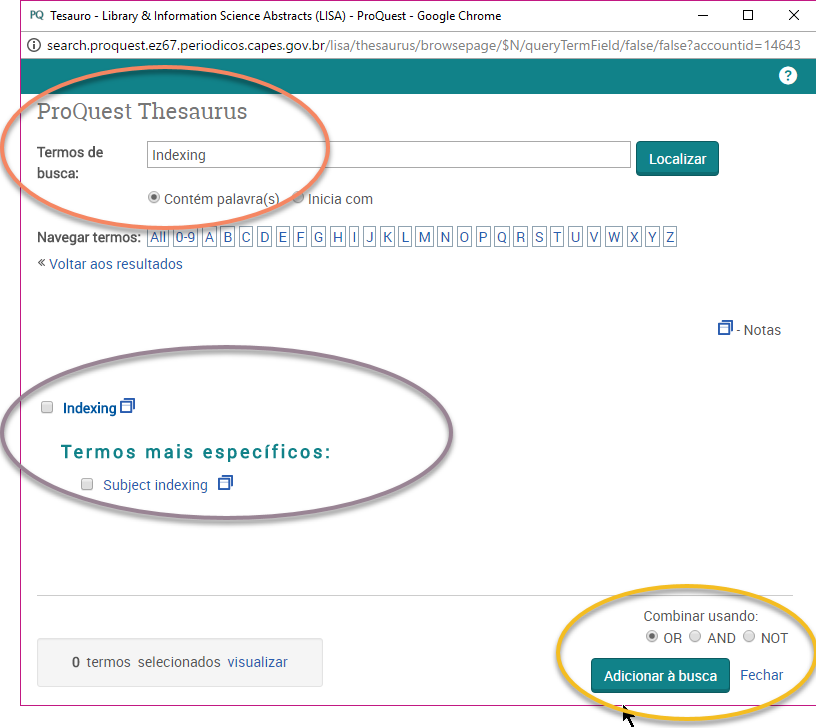 PQ Tesauro - Library & Information Science Abstracts (LISA) - ProQuest - Google Chrome
search.proquest.ez67.periodicos.capes.gov.br/lisa/thesaurus/browsepage/$N/queryTermField/false/false?accountid=14643
?
ProQuest Thesaurus
Termos de busca: Indexing Localizar
Contém palavra(s) Inicia com
Navegar termos: All 0-9 A B C D E F G H I J K L M N O P Q R S T U V W X Y Z
« Voltar aos resultados
- Notas
Indexing
Termos mais específicos:
Subject indexing
Combinar usando:
OR AND NOT
0 termos selecionados visualizar
Adicionar à busca Fechar